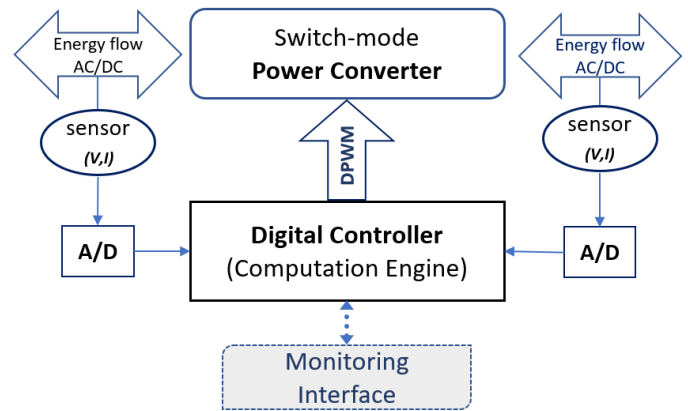 Energy flow
AC/DC
Switch-mode
Power Converter
Energy flow
AC/DC
sensor
(V,I)
DPWM
sensor
(V,I)
A/D
Digital Controller
(Computation Engine)
A/D
Monitoring
Interface